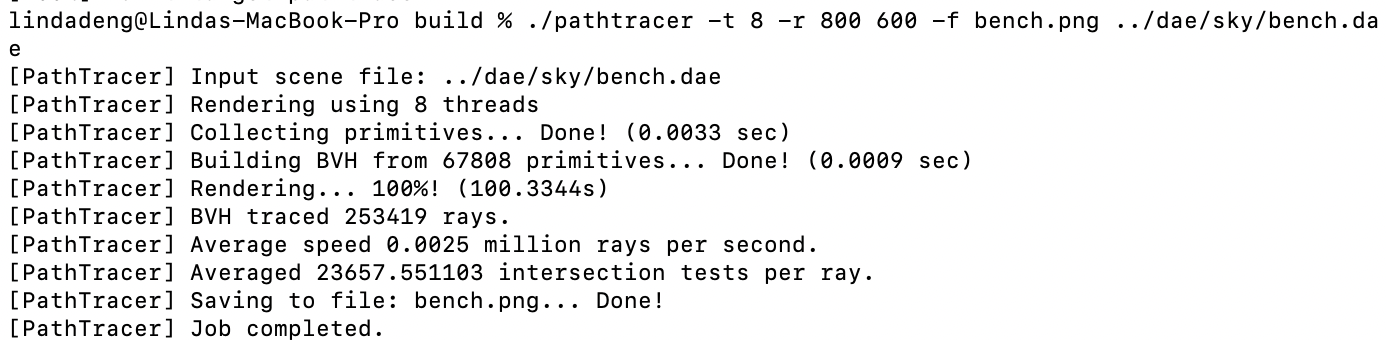 lindadeng@Lindas-MacBook-Pro build % ./pathtracer -t 8 -r 800 600 -f bench.png ../dae/sky/bench.da
e
[PathTracer] Input scene file: ../dae/sky/bench.dae
[PathTracer] Rendering using 8 threads
[PathTracer] Collecting primitives... Done! (0.0033 sec)
[PathTracer] Building BVH from 67808 primitives... Done! (0.0009 sec)
[PathTracer] Rendering... 100%! (100.3344s)
[PathTracer] BVH traced 253419 rays.
[PathTracer] Average speed 0.0025 million rays per second.
[PathTracer] Averaged 23657.551103 intersection tests per ray.
[PathTracer] Saving to file: bench.png... Done!
[PathTracer] Job completed.